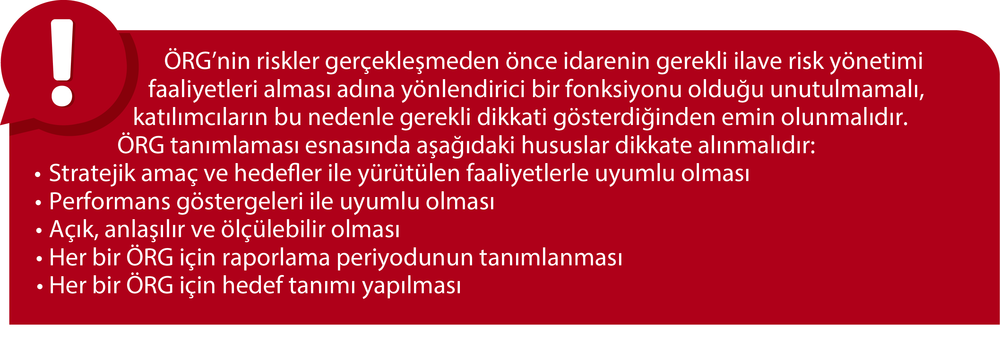 ÖRG’nin riskler gerçekleşmeden önce idarenin gerekli ilave risk yönetimi
faaliyetleri alması adına yönlendirici bir fonksiyonu olduğu unutulmamalı,
katılımcıların bu nedenle gerekli dikkati gösterdiğinden emin olunmalıdır.
ÖRG tanımlaması esnasında aşağıdaki hususlar dikkate alınmalıdır:
• Stratejik amaç ve hedefler ile yürütülen faaliyetlerle uyumlu olması
• Performans göstergeleri ile uyumlu olması
• Açık, anlaşılır ve ölçülebilir olması
• Her bir ÖRG için raporlama periyodunun tanımlanması
• Her bir ÖRG için hedef tanımı yapılması